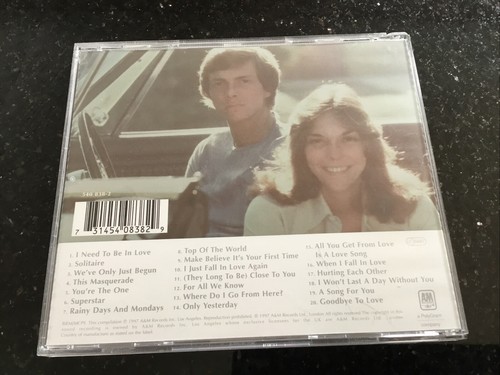 540 838-2
7 31454 08382 9
1. I Need To Be In Love
2. Solitaire
3. We've Only Just Begun
4. This Masquerade
5. You're The One
6. Superstar
7. Rainy Days And Mondays
8. Top Of The World
9. Make Believe It's Your First Time
10. I Just Fall In Love Again
11. (They Long To Be) Close To You
12. For All We Know
13. Where Do I Go From Here?
14. Only Yesterday
15. All You Get From Love
Is A Love Song
16. When I Fall In Love
17. Hurting Each Other
18. I Won't Last A Day Without You
19. A Song For You
20. Goodbye To Love
A&M